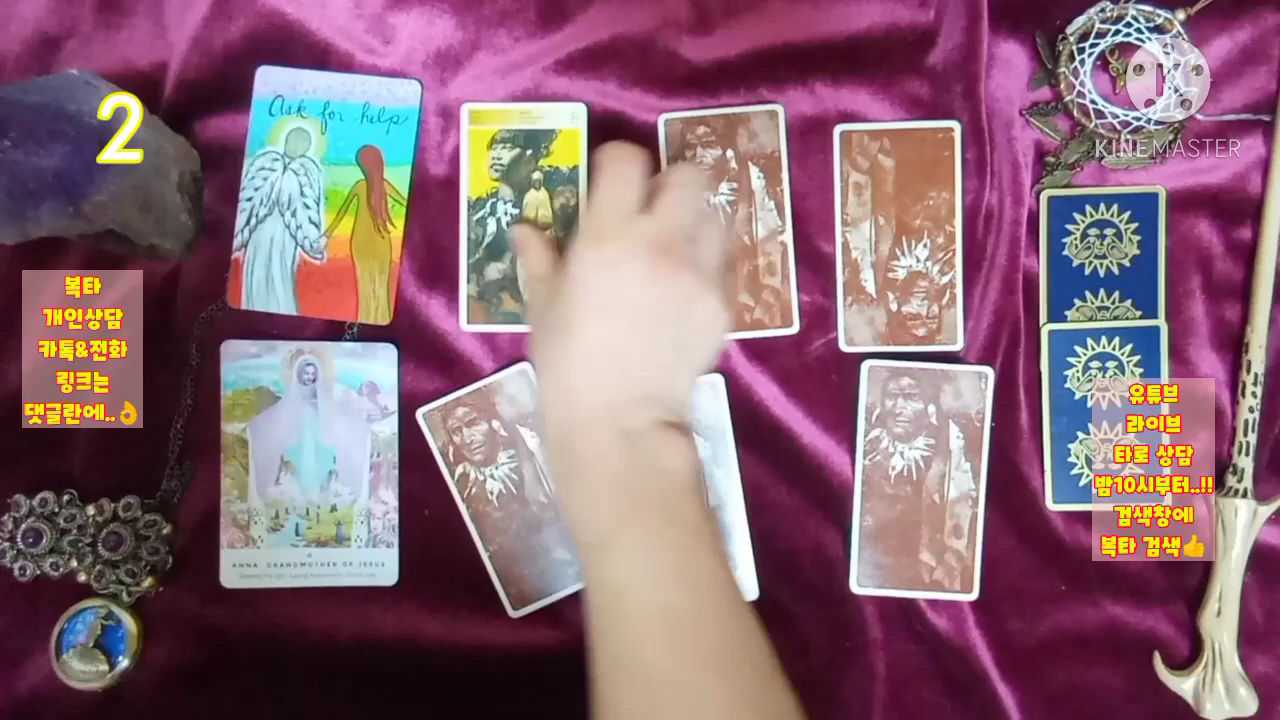 2
Ask for help
KINEMASTER
복타
개인상담
카톡&전화
링크는
댓글란에..👌
유튜브
라이브
타로 상담
밤10시부터..!!
검색창에
복타 검색👍
ANNA, GRANDMOTHER OF JESUS